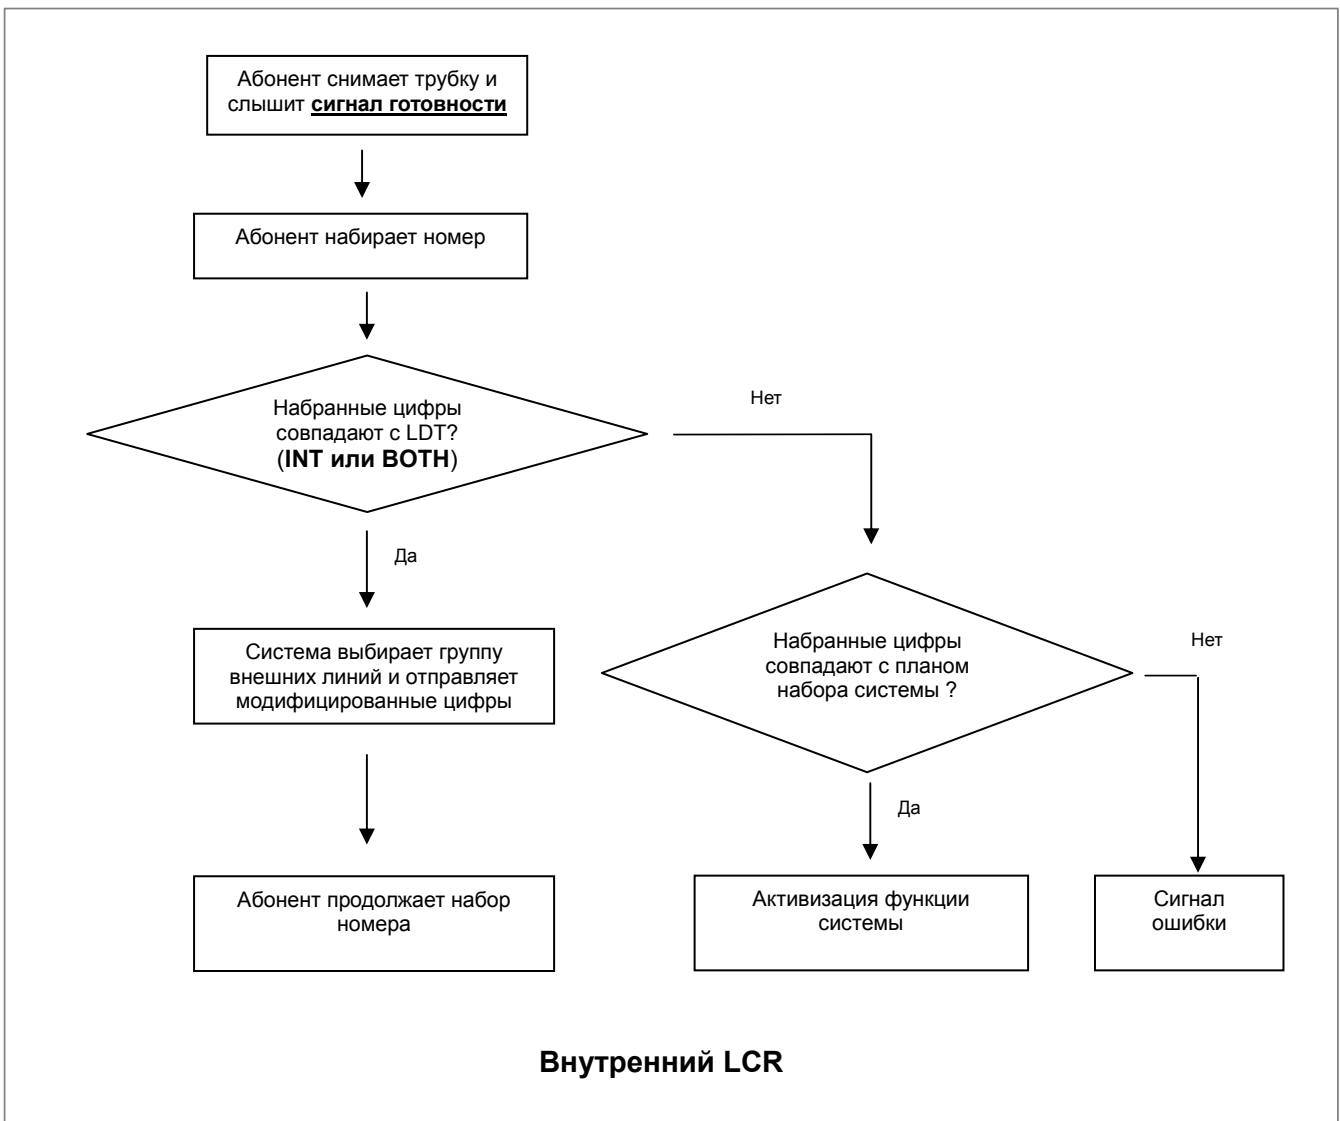 Абонент снимает трубку и
слышит сигнал готовности
Абонент набирает номер
Набранные цифры
совпадают с LDT?
(INT или BOTH)
Нет
Да
Система выбирает группу
внешних линий и отправляет
модифицированные цифры
Набранные цифры
совпадают с планом
набора системы ?
Нет
Да
Абонент продолжает набор
номера
Активизация функции
системы
Сигнал
ошибки
Внутренний LCR